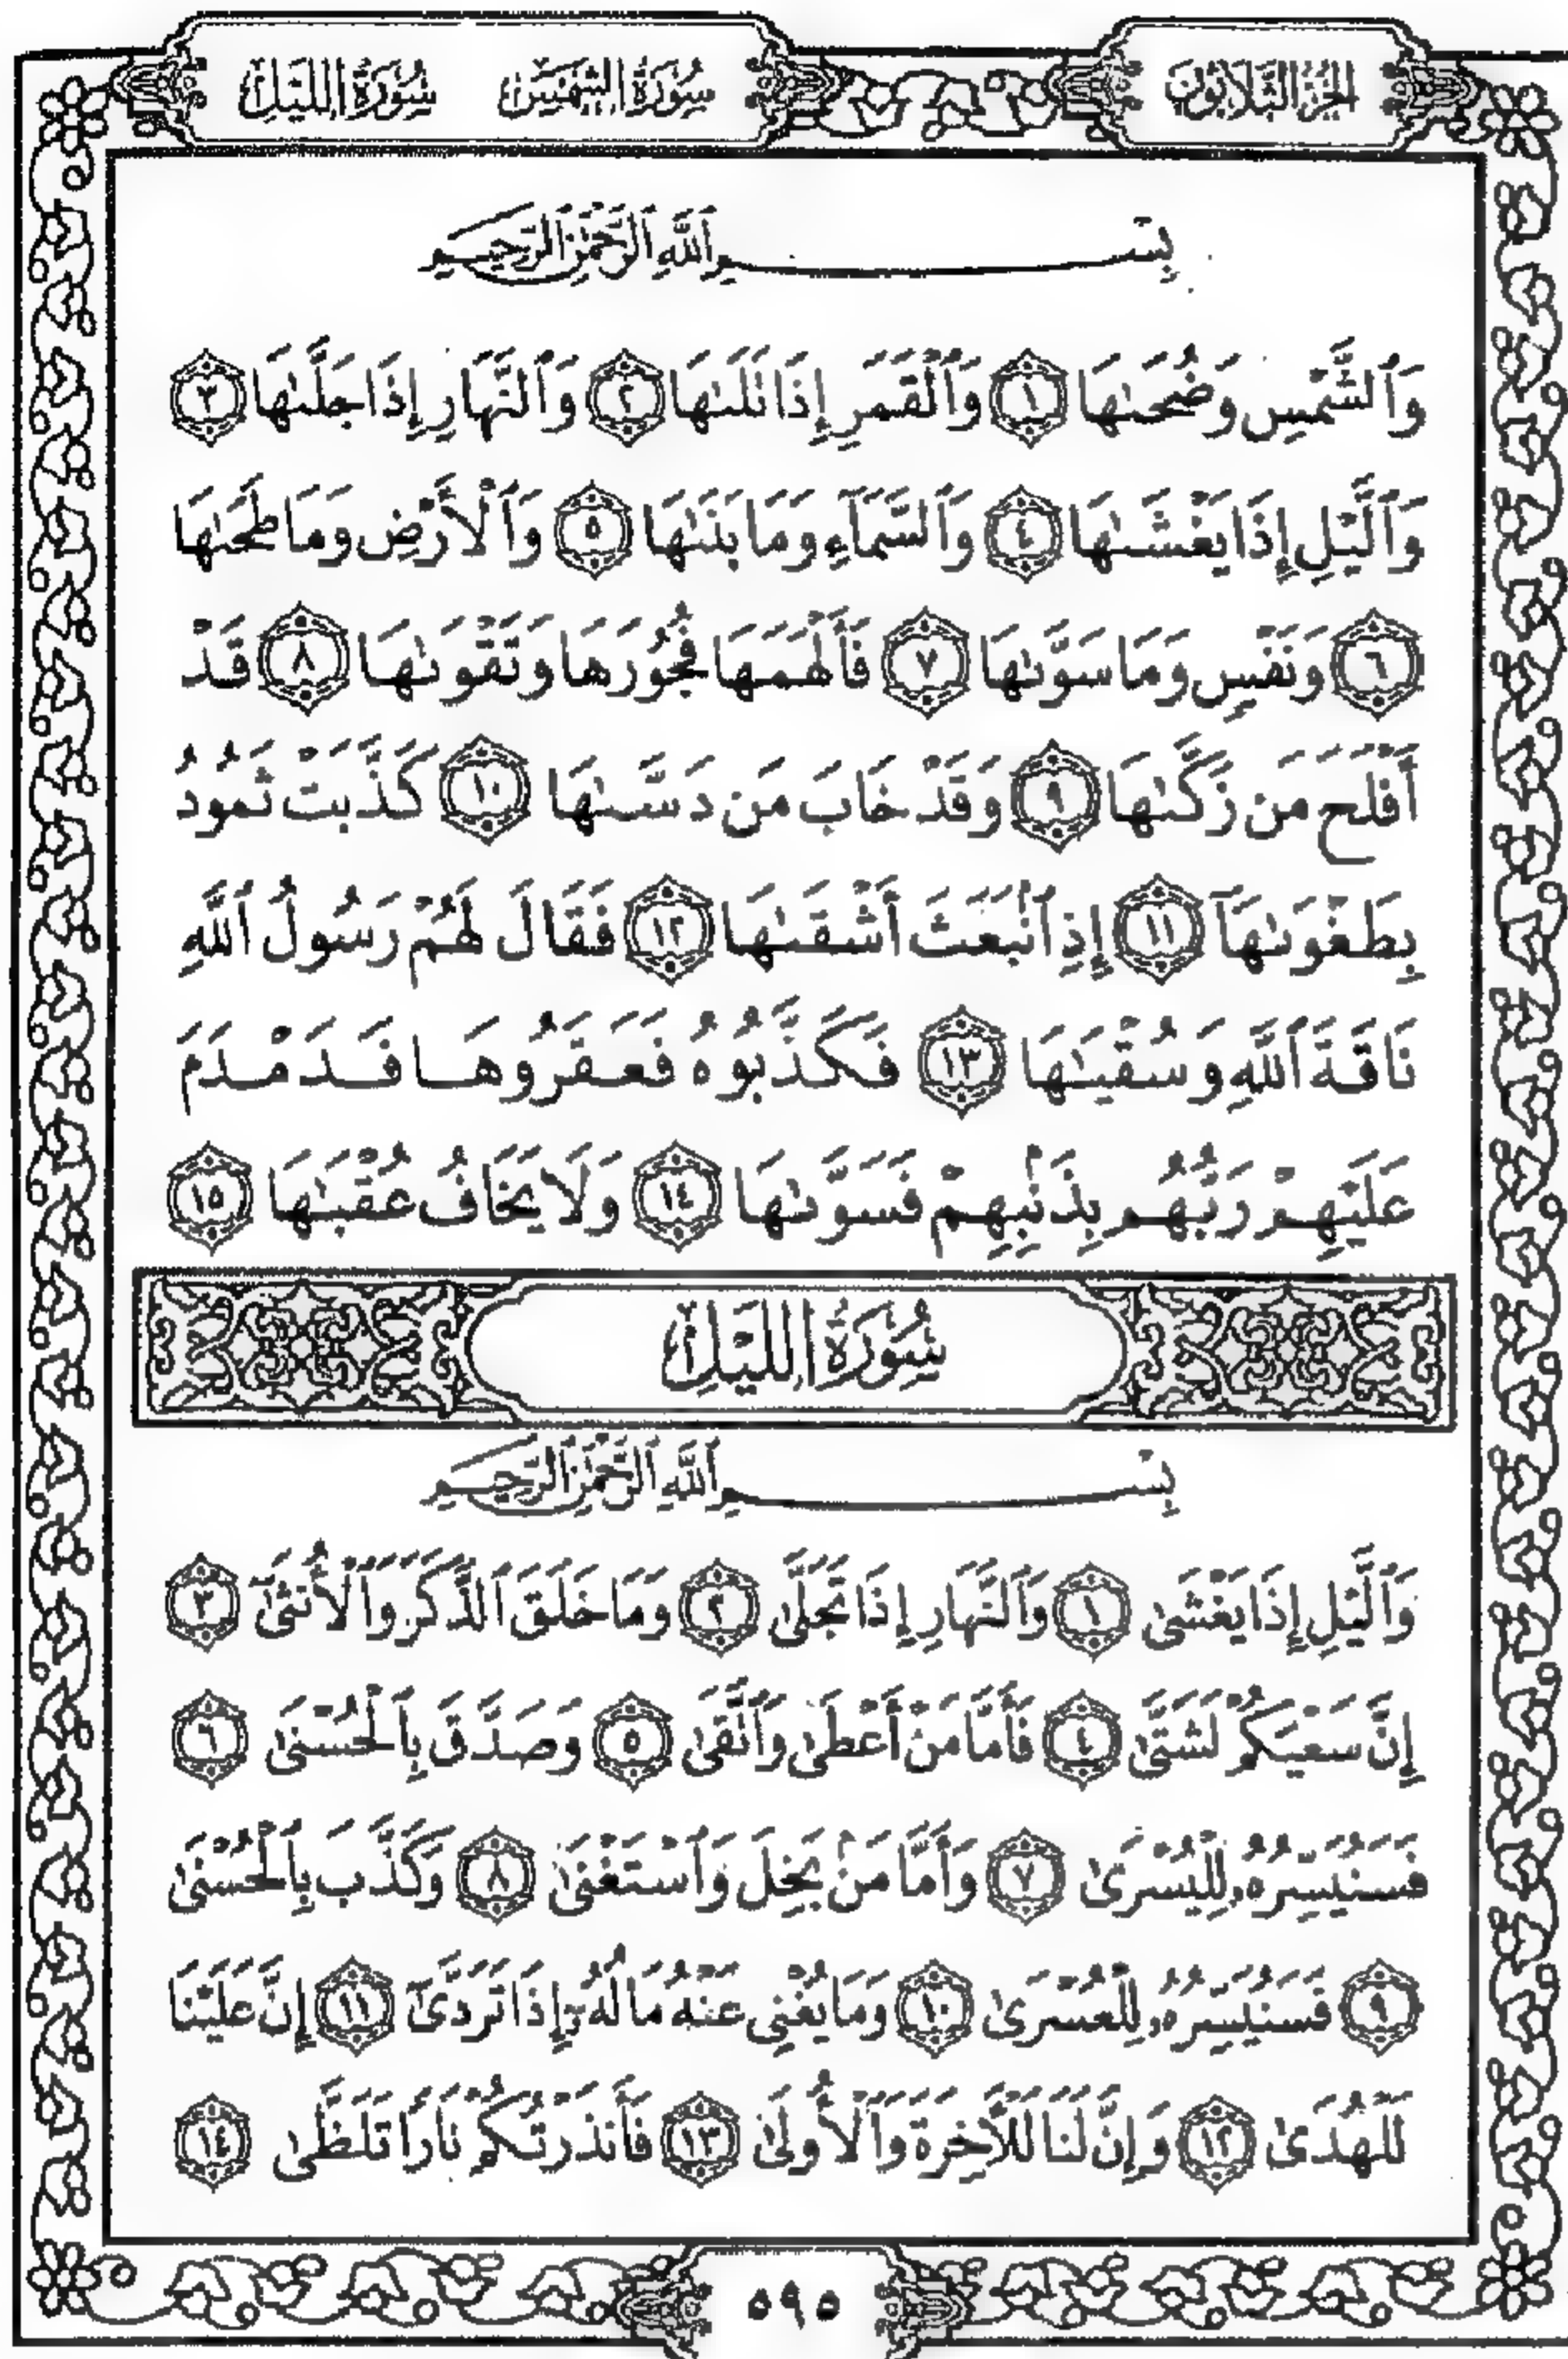 الجزء الثلاثون سورة الشمس سورة الليل
بِسْمِ ٱللَّهِ ٱلرَّحْمَٰنِ ٱلرَّحِيمِ
وَٱلشَّمْسِ وَضُحَىٰهَا ١ وَٱلْقَمَرِ إِذَا تَلَىٰهَا ٢ وَٱلنَّهَارِ إِذَا جَلَّىٰهَا ٣
وَٱلَّيْلِ إِذَا يَغْشَىٰهَا ٤ وَٱلسَّمَآءِ وَمَا بَنَىٰهَا ٥ وَٱلْأَرْضِ وَمَا طَحَىٰهَا
٦ وَنَفْسٍ وَمَا سَوَّىٰهَا ٧ فَأَلْهَمَهَا فُجُورَهَا وَتَقْوَىٰهَا ٨ قَدْ
أَفْلَحَ مَن زَكَّىٰهَا ٩ وَقَدْ خَابَ مَن دَسَّىٰهَا ١٠ كَذَّبَتْ ثَمُودُ
بِطَغْوَىٰهَآ ١١ إِذِ ٱنۢبَعَثَ أَشْقَىٰهَا ١٢ فَقَالَ لَهُمْ رَسُولُ ٱللَّهِ
نَاقَةَ ٱللَّهِ وَسُقْيَٰهَا ١٣ فَكَذَّبُوهُ فَعَقَرُوهَا فَدَمْدَمَ
عَلَيْهِمْ رَبُّهُم بِذَنۢبِهِمْ فَسَوَّىٰهَا ١٤ وَلَا يَخَافُ عُقْبَٰهَا ١٥
سُورَةُ اللَّيْلِ
بِسْمِ ٱللَّهِ ٱلرَّحْمَٰنِ ٱلرَّحِيمِ
وَٱلَّيْلِ إِذَا يَغْشَىٰ ١ وَٱلنَّهَارِ إِذَا تَجَلَّىٰ ٢ وَمَا خَلَقَ ٱلذَّكَرَ وَٱلْأُنثَىٰٓ ٣
إِنَّ سَعْيَكُمْ لَشَتَّىٰ ٤ فَأَمَّا مَنْ أَعْطَىٰ وَٱتَّقَىٰ ٥ وَصَدَّقَ بِٱلْحُسْنَىٰ ٦
فَسَنُيَسِّرُهُۥ لِلْيُسْرَىٰ ٧ وَأَمَّا مَنۢ بَخِلَ وَٱسْتَغْنَىٰ ٨ وَكَذَّبَ بِٱلْحُسْنَىٰ
٩ فَسَنُيَسِّرُهُۥ لِلْعُسْرَىٰ ١٠ وَمَا يُغْنِى عَنْهُ مَالُهُۥٓ إِذَا تَرَدَّىٰٓ ١١ إِنَّ عَلَيْنَا
لَلْهُدَىٰ ١٢ وَإِنَّ لَنَا لَلْءَاخِرَةَ وَٱلْأُولَىٰ ١٣ فَأَنذَرْتُكُمْ نَارًا تَلَظَّىٰ ١٤
٥٩٥